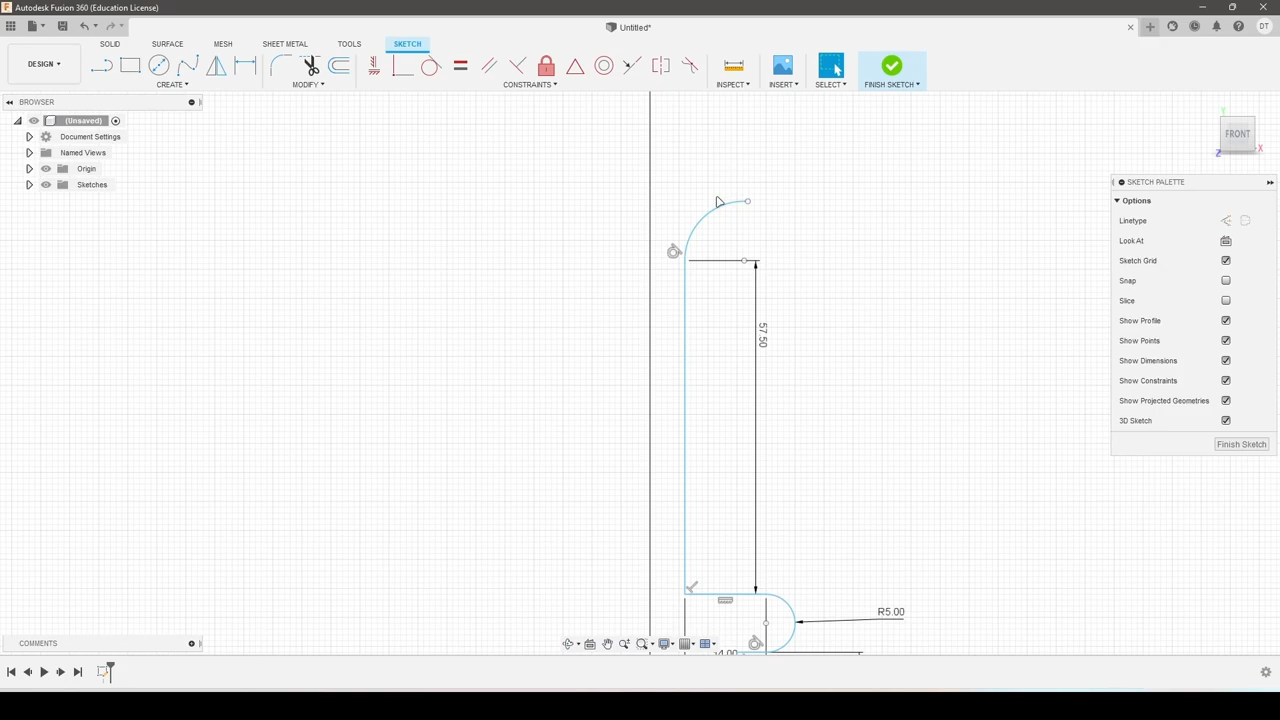 Autodesk Fusion 360 (Education License)
Untitled*
DT
DESIGN
SOLID SURFACE MESH SHEET METAL TOOLS SKETCH
CREATE MODIFY CONSTRAINTS INSPECT INSERT SELECT FINISH SKETCH
BROWSER
(Unsaved)
Document Settings
Named Views
Origin
Sketches
Y
FRONT
X
Z
SKETCH PALETTE
Options
Linetype
Look At
Sketch Grid
Snap
Slice
Show Profile
Show Points
Show Dimensions
Show Constraints
Show Projected Geometries
3D Sketch
Finish Sketch
57.50
R5.00
COMMENTS